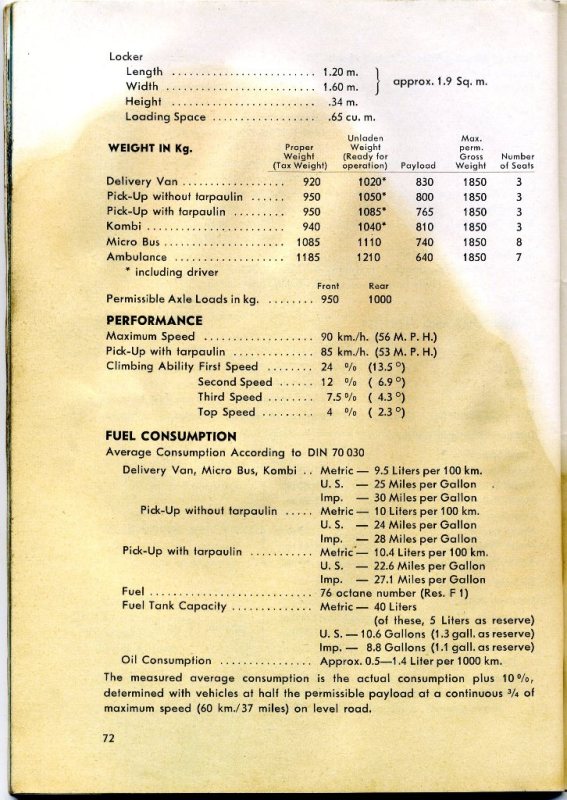 Locker
Length ........................ 1.20 m.
Width ......................... 1.60 m. } approx. 1.9 Sq. m.
Height ........................ .34 m.
Loading Space ................. .65 cu. m.
WEIGHT IN Kg. Proper Weight (Tax Weight) Unladen Weight (Ready for operation) Payload Max. perm. Gross Weight Number of Seats
Delivery Van ................. 920 1020* 830 1850 3
Pick-Up without tarpaulin ...... 950 1050* 800 1850 3
Pick-Up with tarpaulin ........ 950 1085* 765 1850 3
Kombi ....................... 940 1040* 810 1850 3
Micro Bus .................... 1085 1110 740 1850 8
Ambulance .................. 1185 1210 640 1850 7
* including driver
Front Rear
Permissible Axle Loads in kg. ........ 950 1000
PERFORMANCE
Maximum Speed .................. 90 km./h. (56 M. P. H.)
Pick-Up with tarpaulin ............. 85 km./h. (53 M. P. H.)
Climbing Ability First Speed ........ 24 % (13.5 °)
Second Speed ...... 12 % ( 6.9 °)
Third Speed ........ 7.5 % ( 4.3 °)
Top Speed ......... 4 % ( 2.3 °)
FUEL CONSUMPTION
Average Consumption According to DIN 70 030
Delivery Van, Micro Bus, Kombi .. Metric — 9.5 Liters per 100 km.
U. S. — 25 Miles per Gallon
Imp. — 30 Miles per Gallon
Pick-Up without tarpaulin ..... Metric — 10 Liters per 100 km.
U. S. — 24 Miles per Gallon
Imp. — 28 Miles per Gallon
Pick-Up with tarpaulin ........... Metric — 10.4 Liters per 100 km.
U. S. — 22.6 Miles per Gallon
Imp. — 27.1 Miles per Gallon
Fuel ............................ 76 octane number (Res. F 1)
Fuel Tank Capacity .............. Metric — 40 Liters
(of these, 5 Liters as reserve)
U. S. — 10.6 Gallons (1.3 gall. as reserve)
Imp. — 8.8 Gallons (1.1 gall. as reserve)
Oil Consumption ................ Approx. 0.5—1.4 Liter per 1000 km.
The measured average consumption is the actual consumption plus 10 %,
determined with vehicles at half the permissible payload at a continuous ³/₄ of
maximum speed (60 km./37 miles) on level road.
72